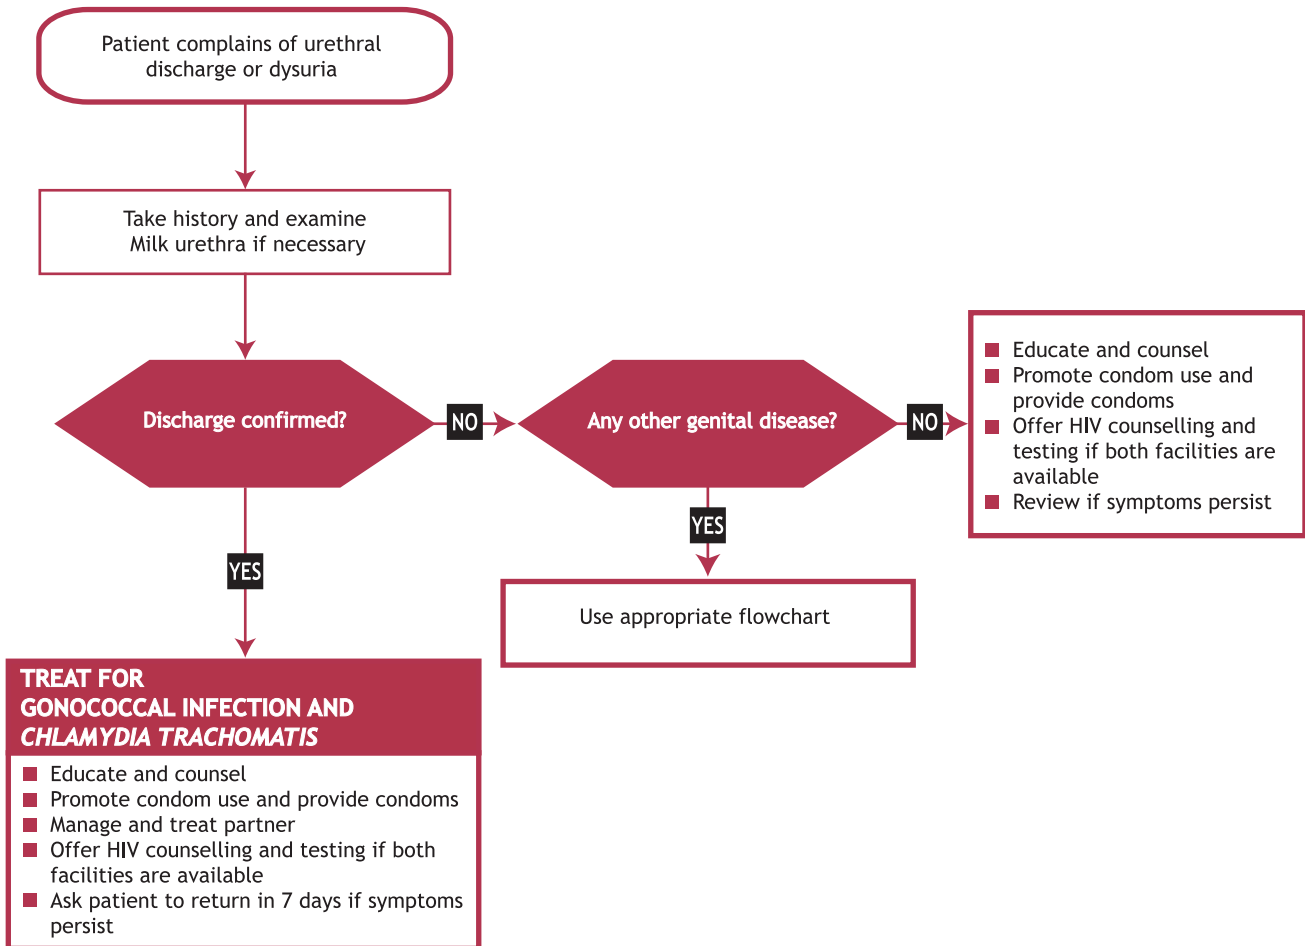 Patient complains of urethral
discharge or dysuria
Take history and examine
Milk urethra if necessary
Discharge confirmed?
NO
Any other genital disease?
NO
Educate and counsel
Promote condom use and
provide condoms
Offer HIV counselling and
testing if both facilities are
available
Review if symptoms persist
YES
Use appropriate flowchart
YES
TREAT FOR
GONOCOCCAL INFECTION AND
CHLAMYDIA TRACHOMATIS
Educate and counsel
Promote condom use and provide condoms
Manage and treat partner
Offer HIV counselling and testing if both
facilities are available
Ask patient to return in 7 days if symptoms
persist